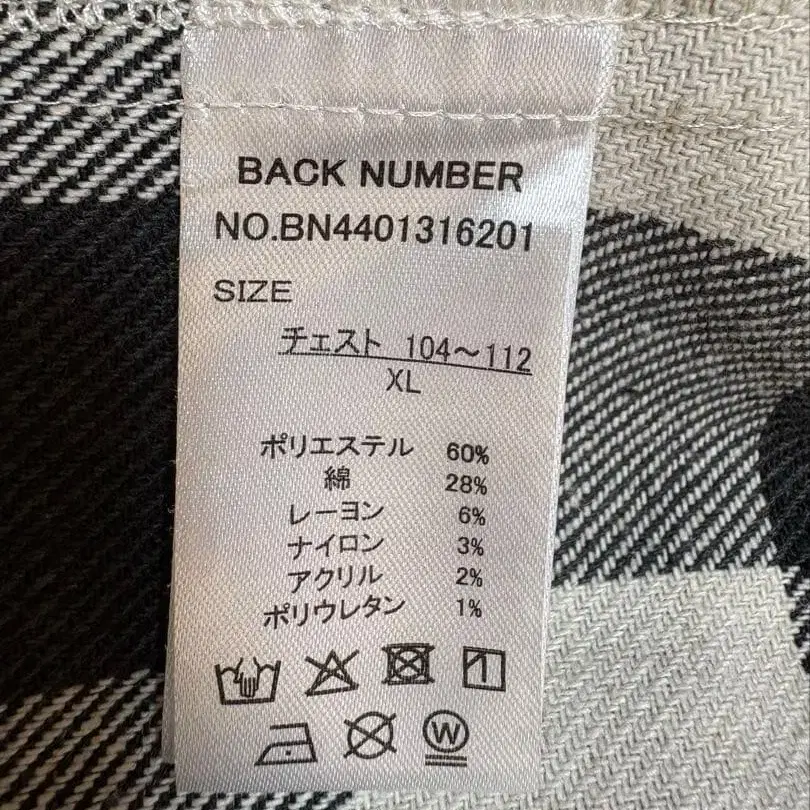 BACK NUMBER
NO.BN4401316201
SIZE
チェスト 104～112
XL
ポリエステル 60%
綿 28%
レーヨン 6%
ナイロン 3%
アクリル 2%
ポリウレタン 1%
W